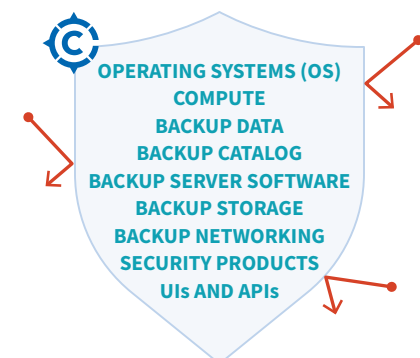 C
OPERATING SYSTEMS (OS)
COMPUTE
BACKUP DATA
BACKUP CATALOG
BACKUP SERVER SOFTWARE
BACKUP STORAGE
BACKUP NETWORKING
SECURITY PRODUCTS
UIs AND APIs